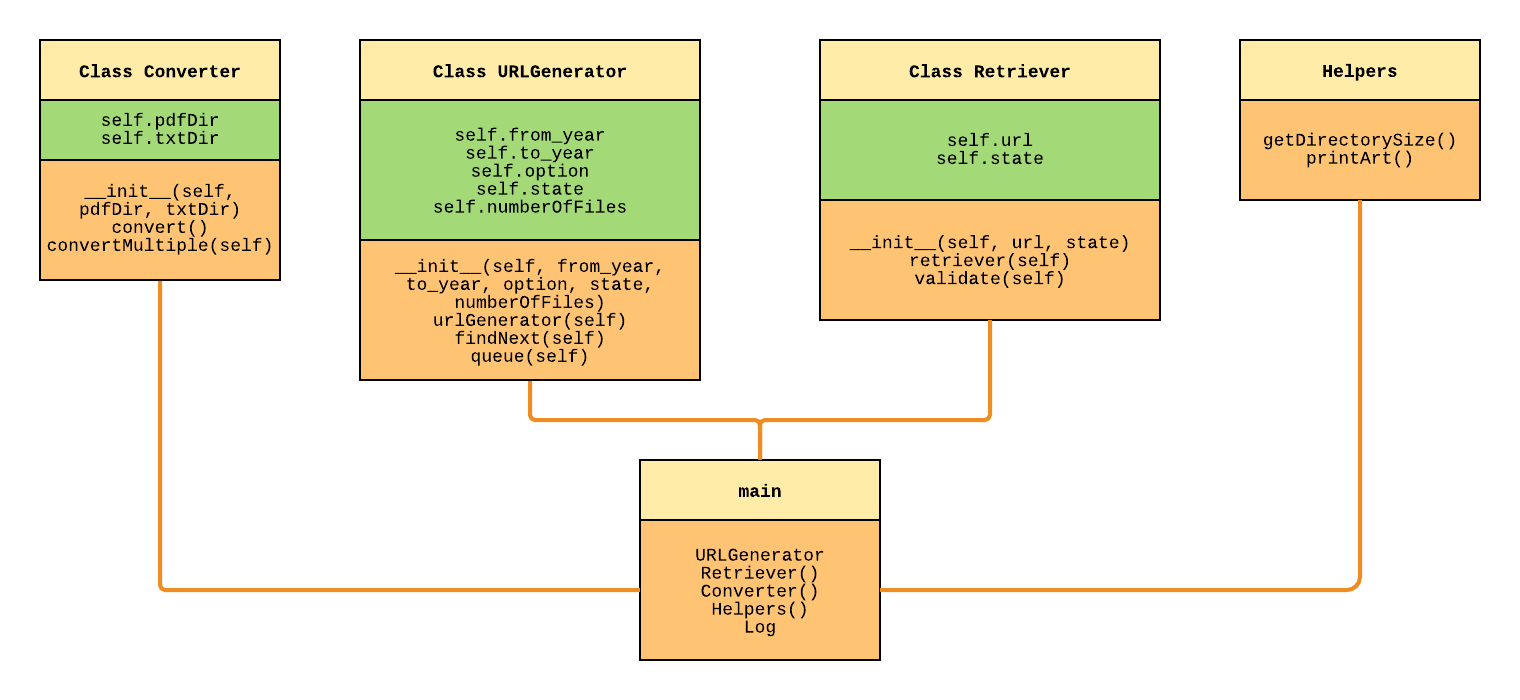 Class Converter
self.pdfDir
self.txtDir
__init__(self,
pdfDir, txtDir)
convert()
convertMultiple(self)
Class URLGenerator
self.from_year
self.to_year
self.option
self.state
self.numberOfFiles
__init__(self, from_year,
to_year, option, state,
numberOfFiles)
urlGenerator(self)
findNext(self)
queue(self)
Class Retriever
self.url
self.state
__init__(self, url, state)
retriever(self)
validate(self)
Helpers
getDirectorySize()
printArt()
main
URLGenerator
Retriever()
Converter()
Helpers()
Log